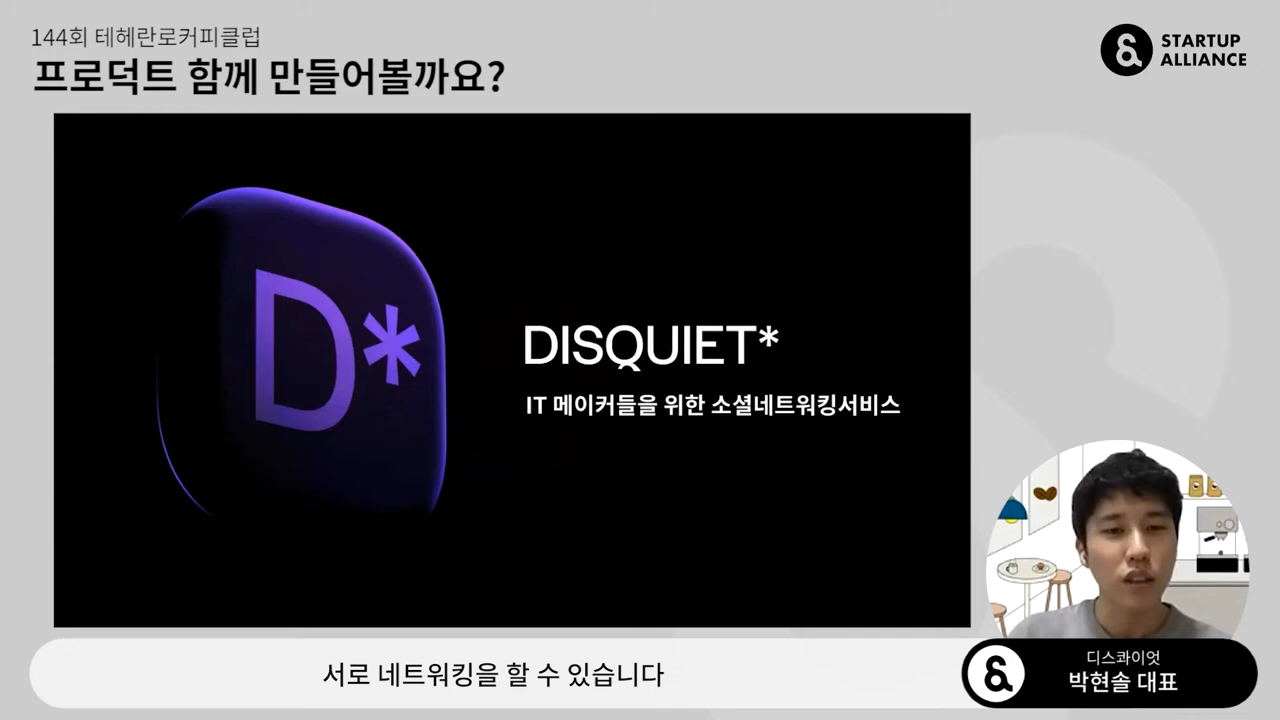 144회 테헤란로커피클럽
프로덕트 함께 만들어볼까요?
STARTUP
ALLIANCE
D*
DISQUIET*
IT 메이커들을 위한 소셜네트워킹서비스
서로 네트워킹을 할 수 있습니다
디스콰이엇
박현솔 대표